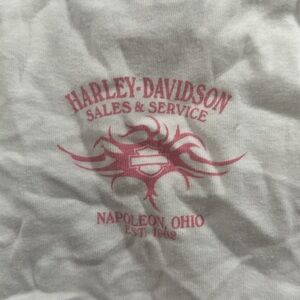 HARLEY-DAVIDSON
SALES & SERVICE
NAPOLEON, OHIO
EST. 1969